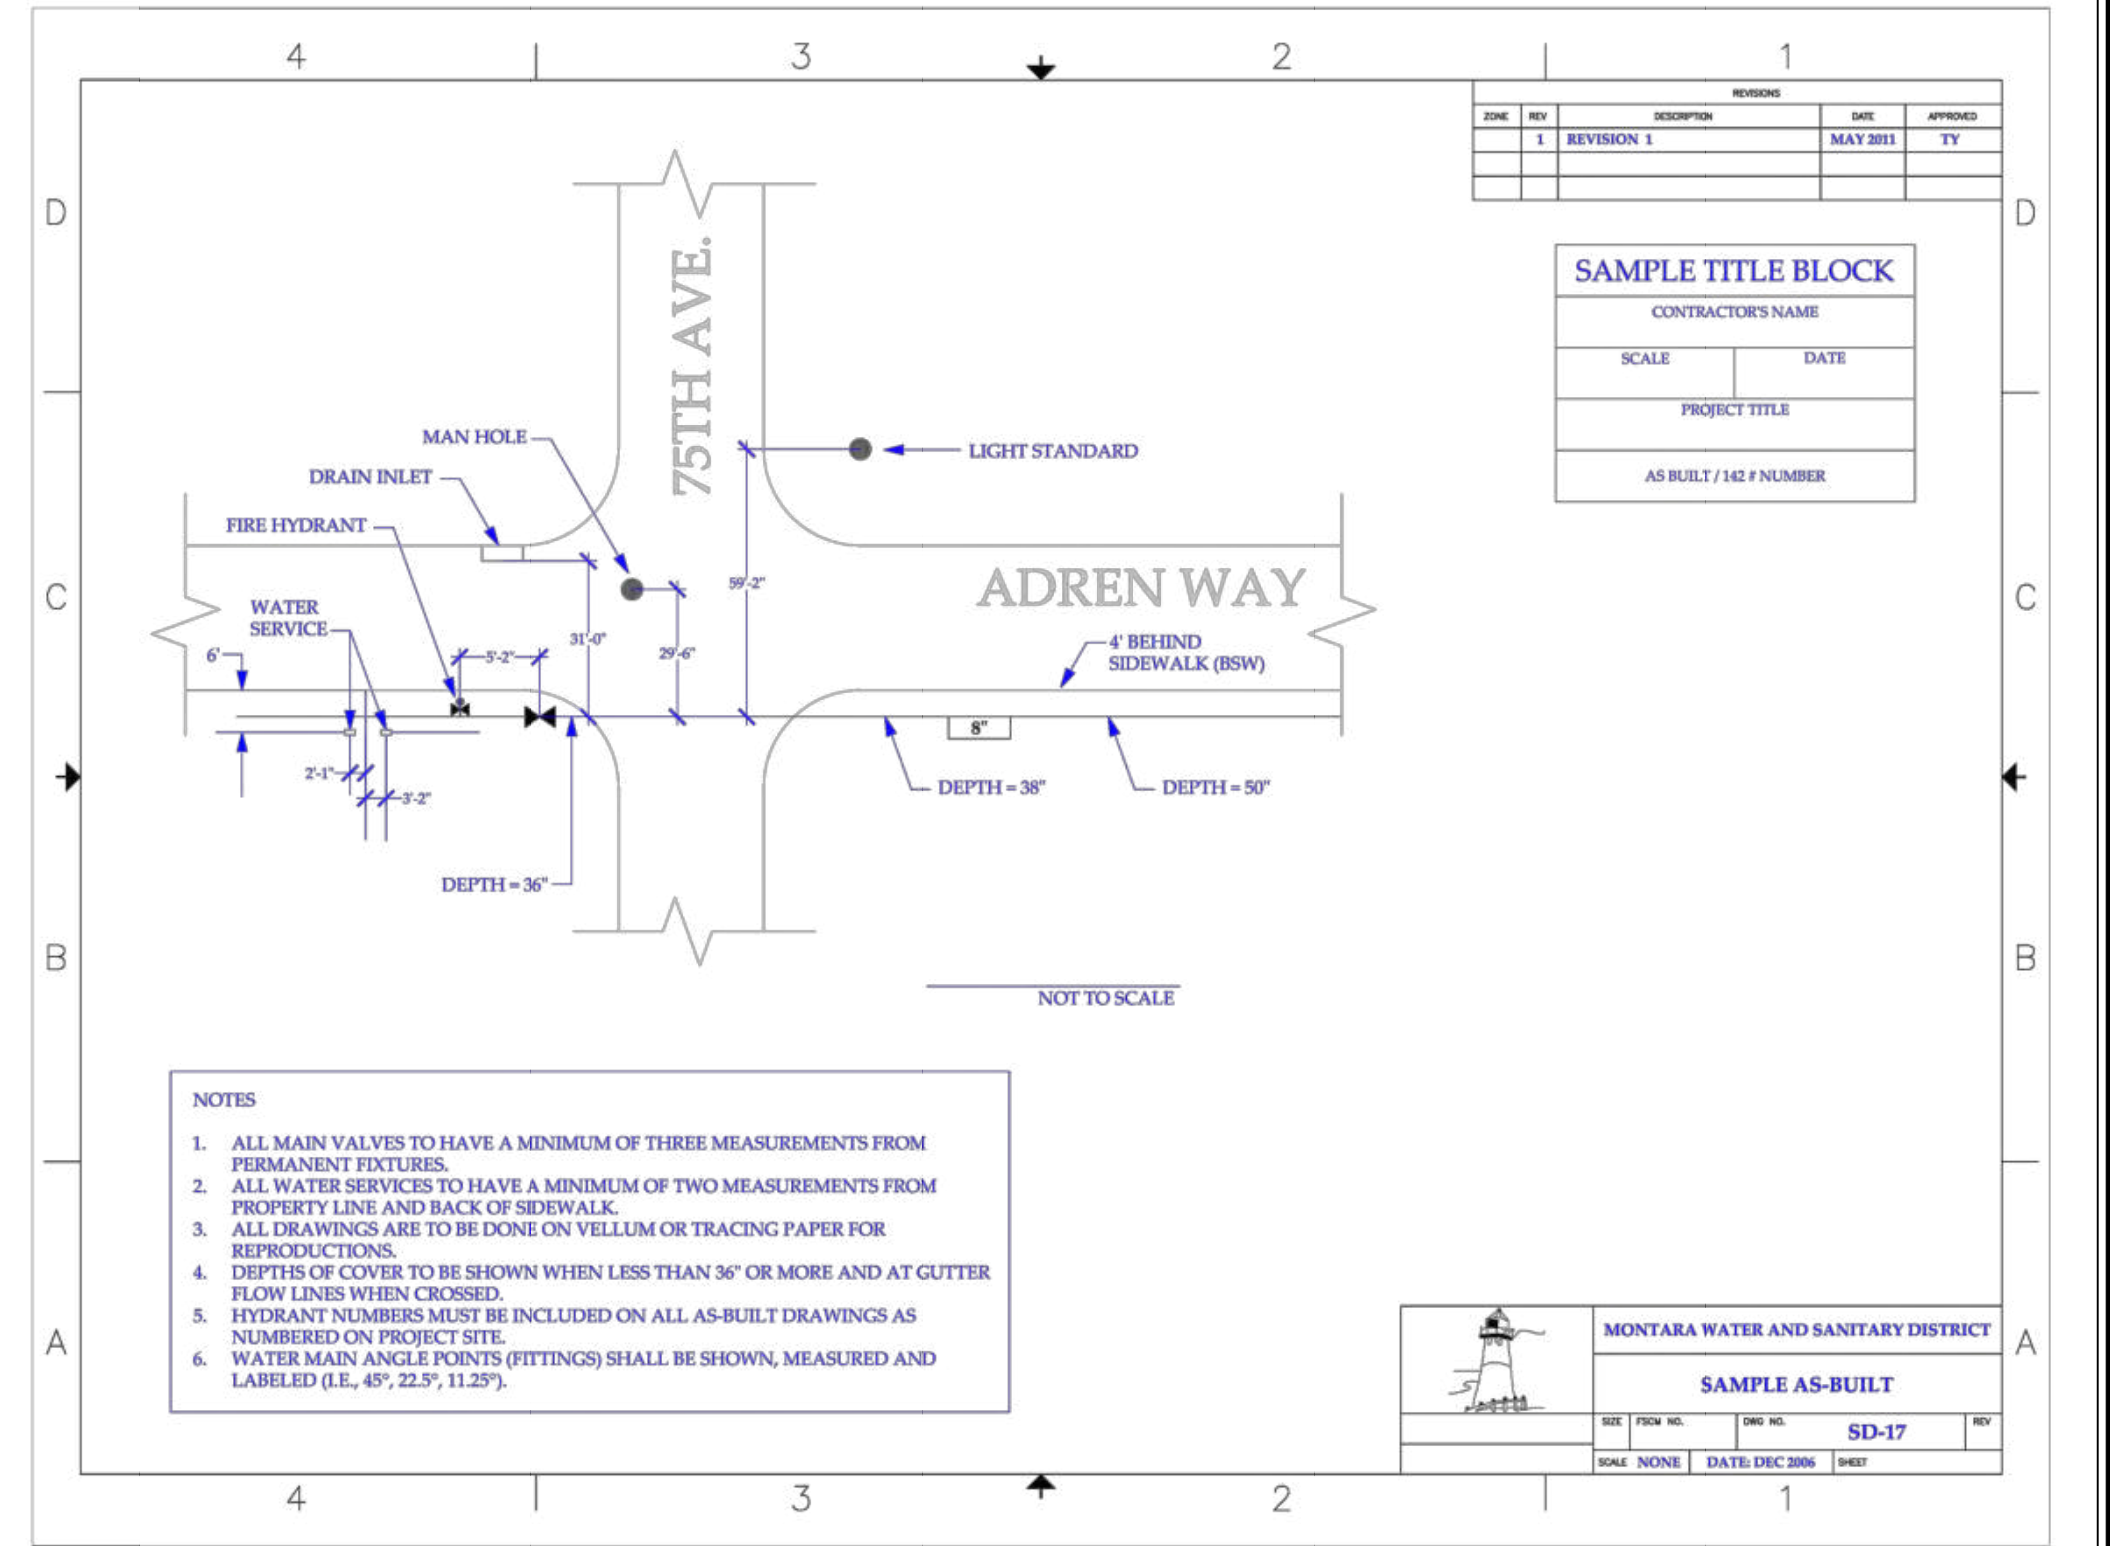 4 3 2 1
REVISIONS
ZONE REV DESCRIPTION DATE APPROVED
1 REVISION 1 MAY 2011 TY
D D
SAMPLE TITLE BLOCK
CONTRACTOR'S NAME
SCALE DATE
PROJECT TITLE
AS BUILT / 142 # NUMBER
75TH AVE.
MAN HOLE
LIGHT STANDARD
DRAIN INLET
FIRE HYDRANT
59'-2"
ADREN WAY
C C
WATER
SERVICE
31'-0"
29'-6"
6'
5'-2"
4' BEHIND
SIDEWALK (BSW)
8"
2'-1"
3'-2"
DEPTH = 38"
DEPTH = 50"
DEPTH = 36"
B B
NOT TO SCALE
NOTES
1. ALL MAIN VALVES TO HAVE A MINIMUM OF THREE MEASUREMENTS FROM
PERMANENT FIXTURES.
2. ALL WATER SERVICES TO HAVE A MINIMUM OF TWO MEASUREMENTS FROM
PROPERTY LINE AND BACK OF SIDEWALK.
3. ALL DRAWINGS ARE TO BE DONE ON VELLUM OR TRACING PAPER FOR
REPRODUCTIONS.
4. DEPTHS OF COVER TO BE SHOWN WHEN LESS THAN 36" OR MORE AND AT GUTTER
FLOW LINES WHEN CROSSED.
5. HYDRANT NUMBERS MUST BE INCLUDED ON ALL AS-BUILT DRAWINGS AS
NUMBERED ON PROJECT SITE.
6. WATER MAIN ANGLE POINTS (FITTINGS) SHALL BE SHOWN, MEASURED AND
LABELED (I.E., 45°, 22.5°, 11.25°).
A A
MONTARA WATER AND SANITARY DISTRICT
SAMPLE AS-BUILT
SIZE FSCM NO. DWG NO. SD-17 REV
SCALE NONE DATE: DEC 2006 SHEET
4 3 2 1